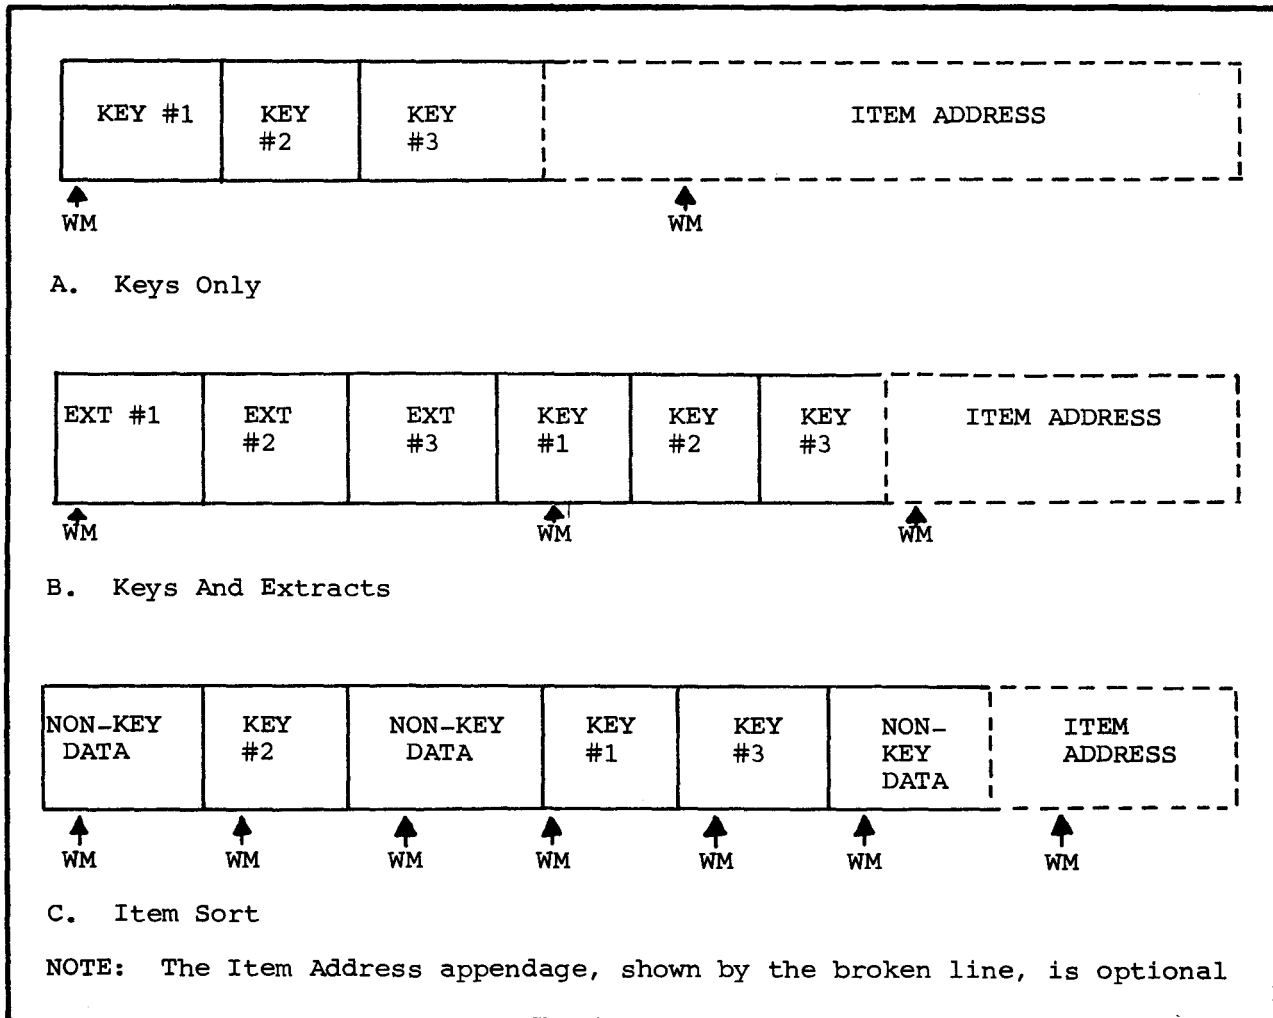 KEY #1 KEY KEY ITEM ADDRESS
#2 #3
WM WM
A. Keys Only
EXT #1 EXT EXT KEY KEY KEY ITEM ADDRESS
#2 #3 #1 #2 #3
WM WM WM
B. Keys And Extracts
NON-KEY KEY NON-KEY KEY KEY NON- ITEM
DATA #2 DATA #1 #3 KEY ADDRESS
DATA
WM WM WM WM WM WM WM
C. Item Sort
NOTE: The Item Address appendage, shown by the broken line, is optional